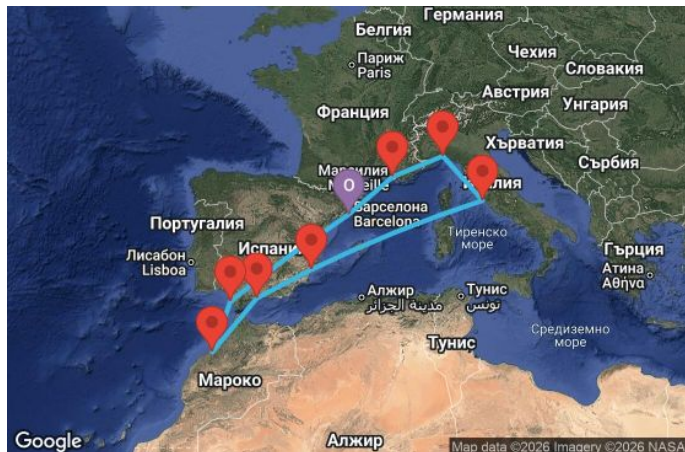 Германия
Белгия
Париж
Paris
Чехия
Словакия
Австрия
Унгария
Франция
Хърватия
Сърбия
Марсилия
Италия
O
Барселона
Barcelona
Португалия
Испания
Лисабон
Lisboa
Тиренско
море
Гърция
Атина
Αθήνα
Алжир
مدينة الجزائر
Тунис
تونس
Средиземно
море
Тунис
Мароко
Алжир
Google
Map data ©2026 Imagery ©2026 NASA